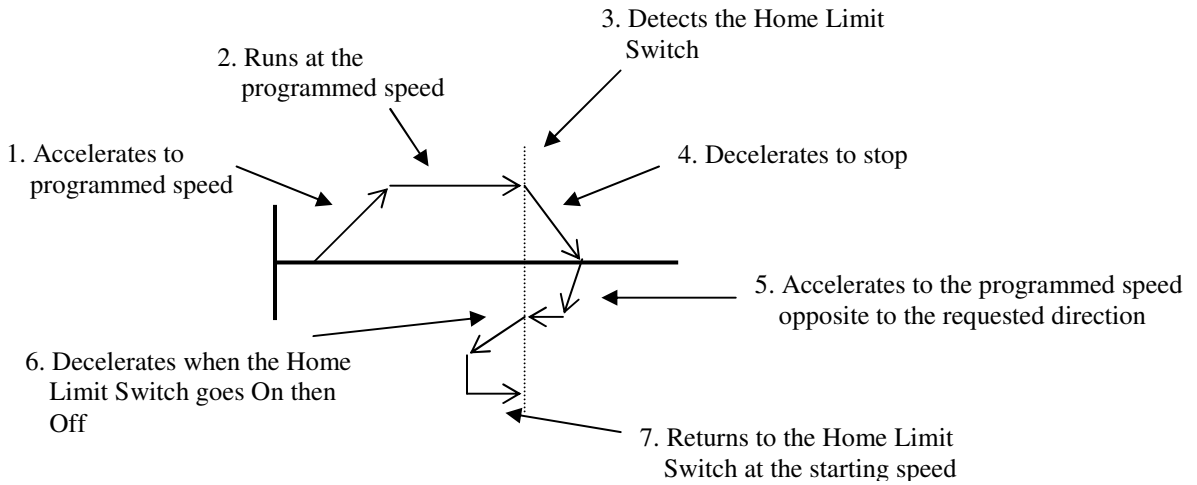 1. Accelerates to
programmed speed
2. Runs at the
programmed speed
3. Detects the Home Limit
Switch
4. Decelerates to stop
5. Accelerates to the programmed speed
opposite to the requested direction
6. Decelerates when the Home
Limit Switch goes On then
Off
7. Returns to the Home Limit
Switch at the starting speed